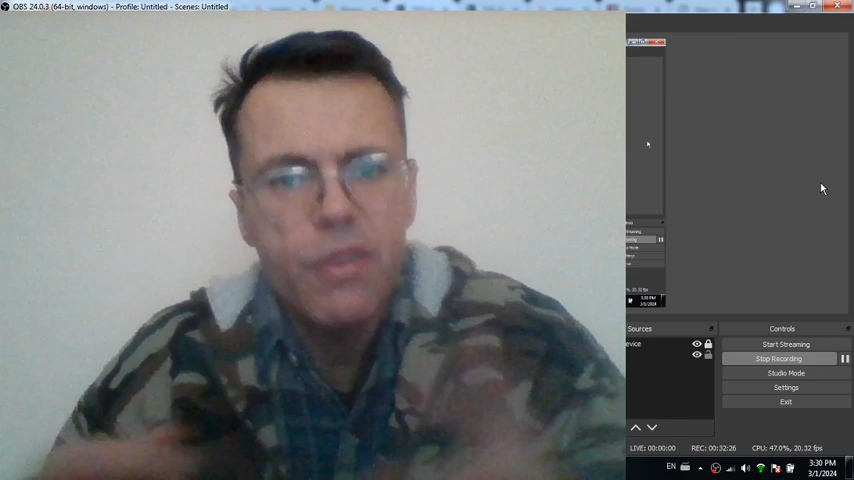 OBS 24.0.3 (64-bit, windows) - Profile: Untitled - Scenes: Untitled
Sources
Controls
evice
Start Streaming
Stop Recording
Studio Mode
Settings
Exit
LIVE: 00:00:00
REC: 00:32:26
CPU: 47.0%, 20.32 fps
EN
3:30 PM
3/1/2024